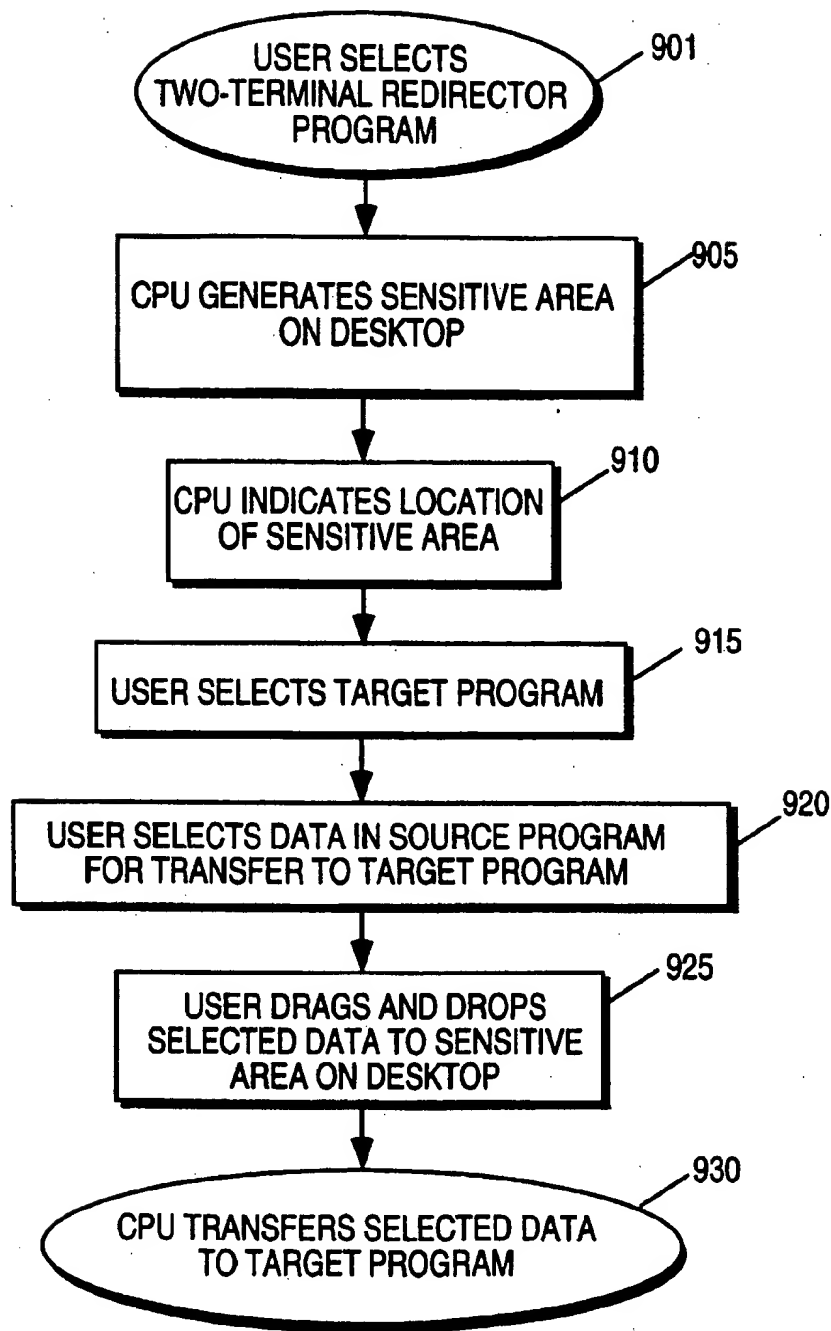 USER SELECTS
TWO-TERMINAL REDIRECTOR
PROGRAM
901
CPU GENERATES SENSITIVE AREA
ON DESKTOP
905
CPU INDICATES LOCATION
OF SENSITIVE AREA
910
USER SELECTS TARGET PROGRAM
915
USER SELECTS DATA IN SOURCE PROGRAM
FOR TRANSFER TO TARGET PROGRAM
920
USER DRAGS AND DROPS
SELECTED DATA TO SENSITIVE
AREA ON DESKTOP
925
CPU TRANSFERS SELECTED DATA
TO TARGET PROGRAM
930